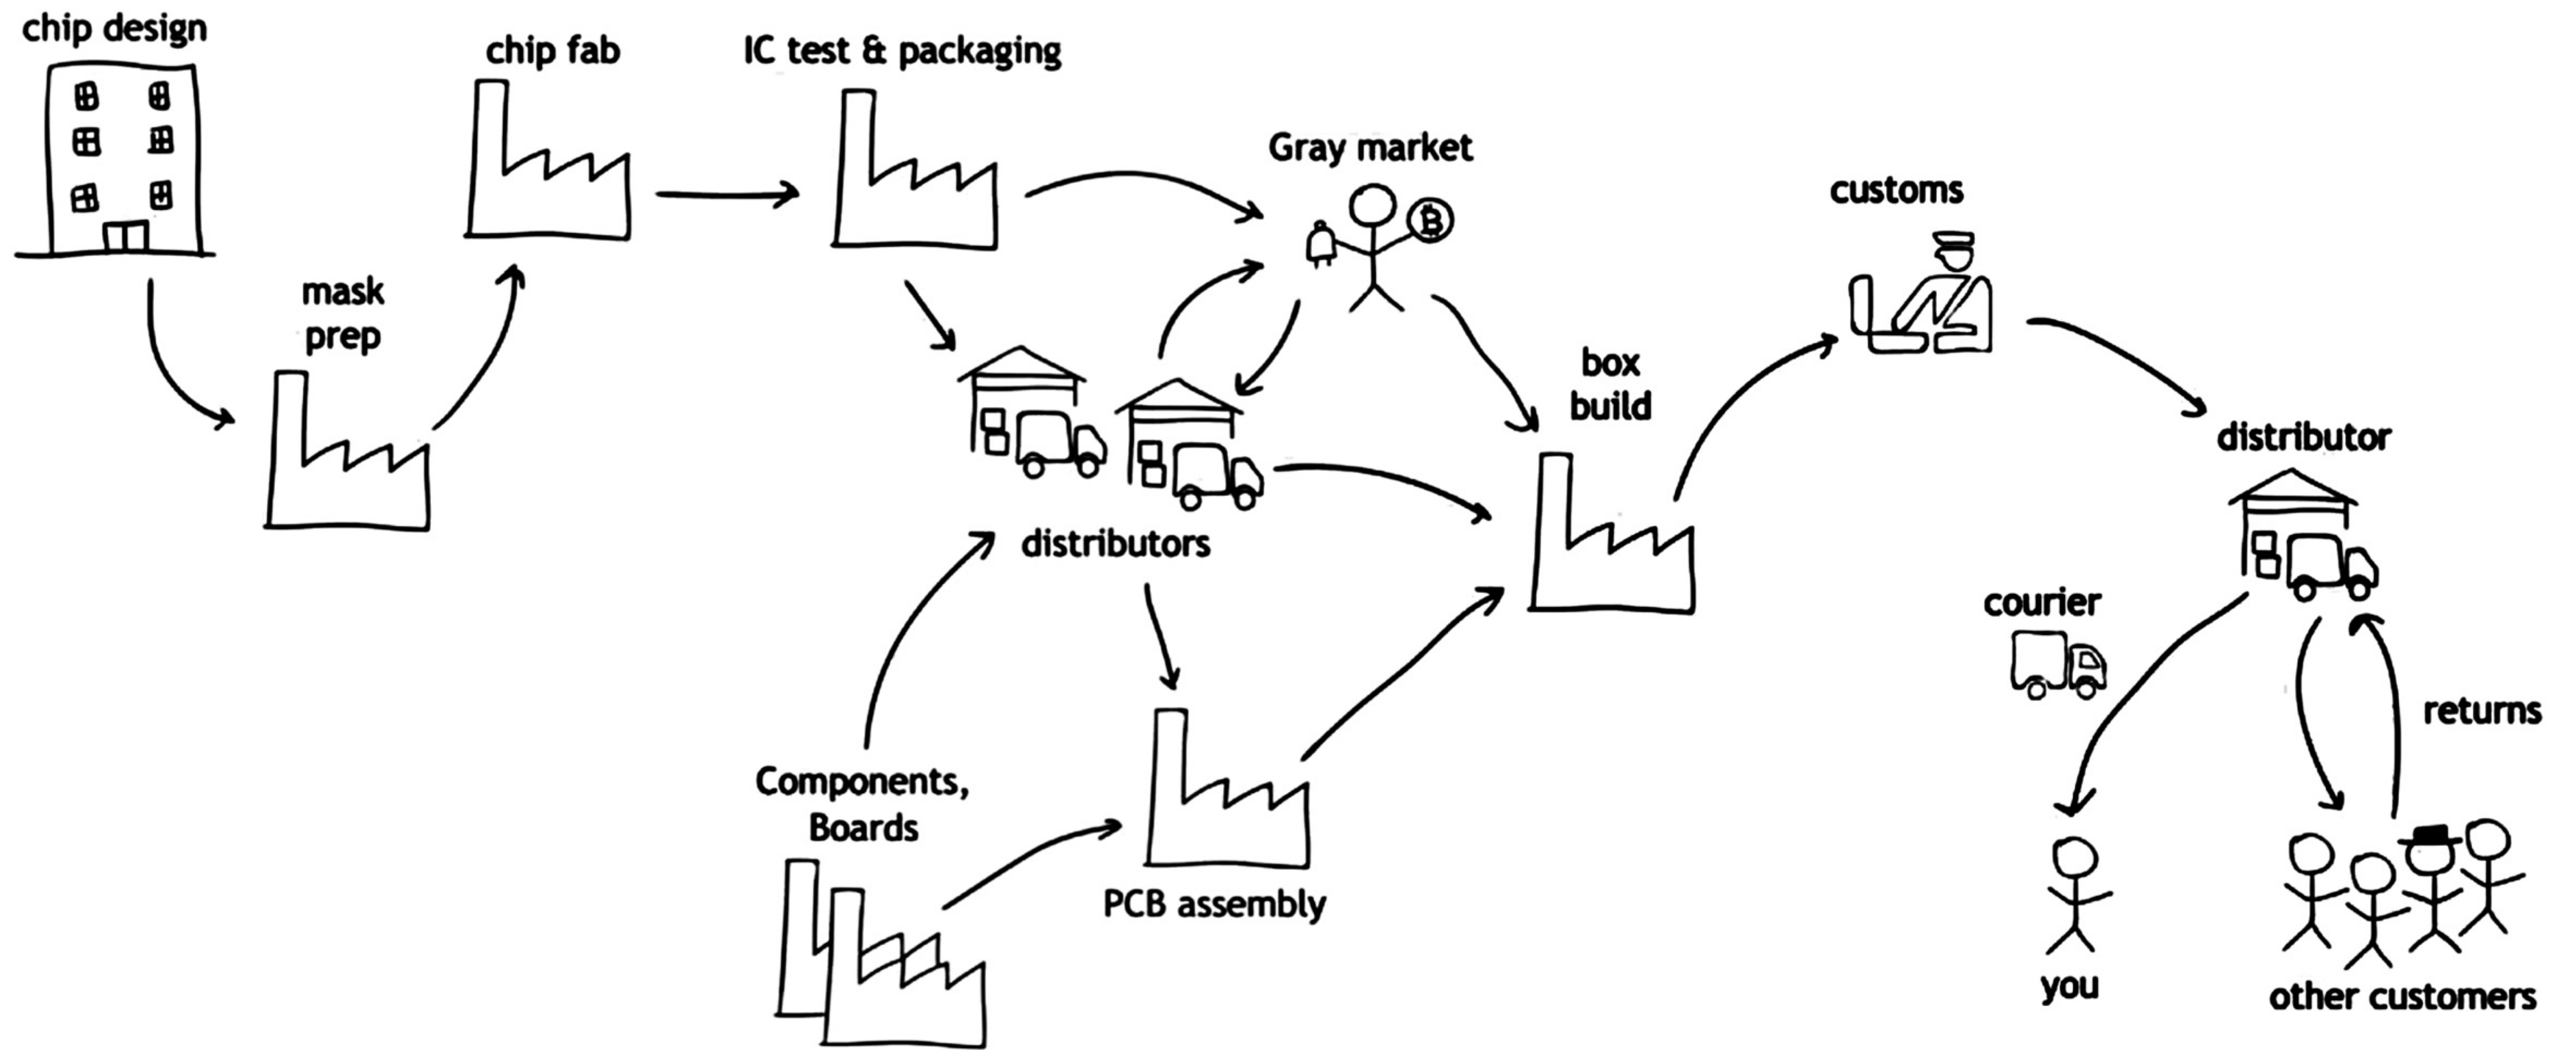 chip design
chip fab
IC test & packaging
Gray market
customs
mask
prep
box
build
distributor
distributors
courier
returns
Components,
Boards
PCB assembly
you
other customers